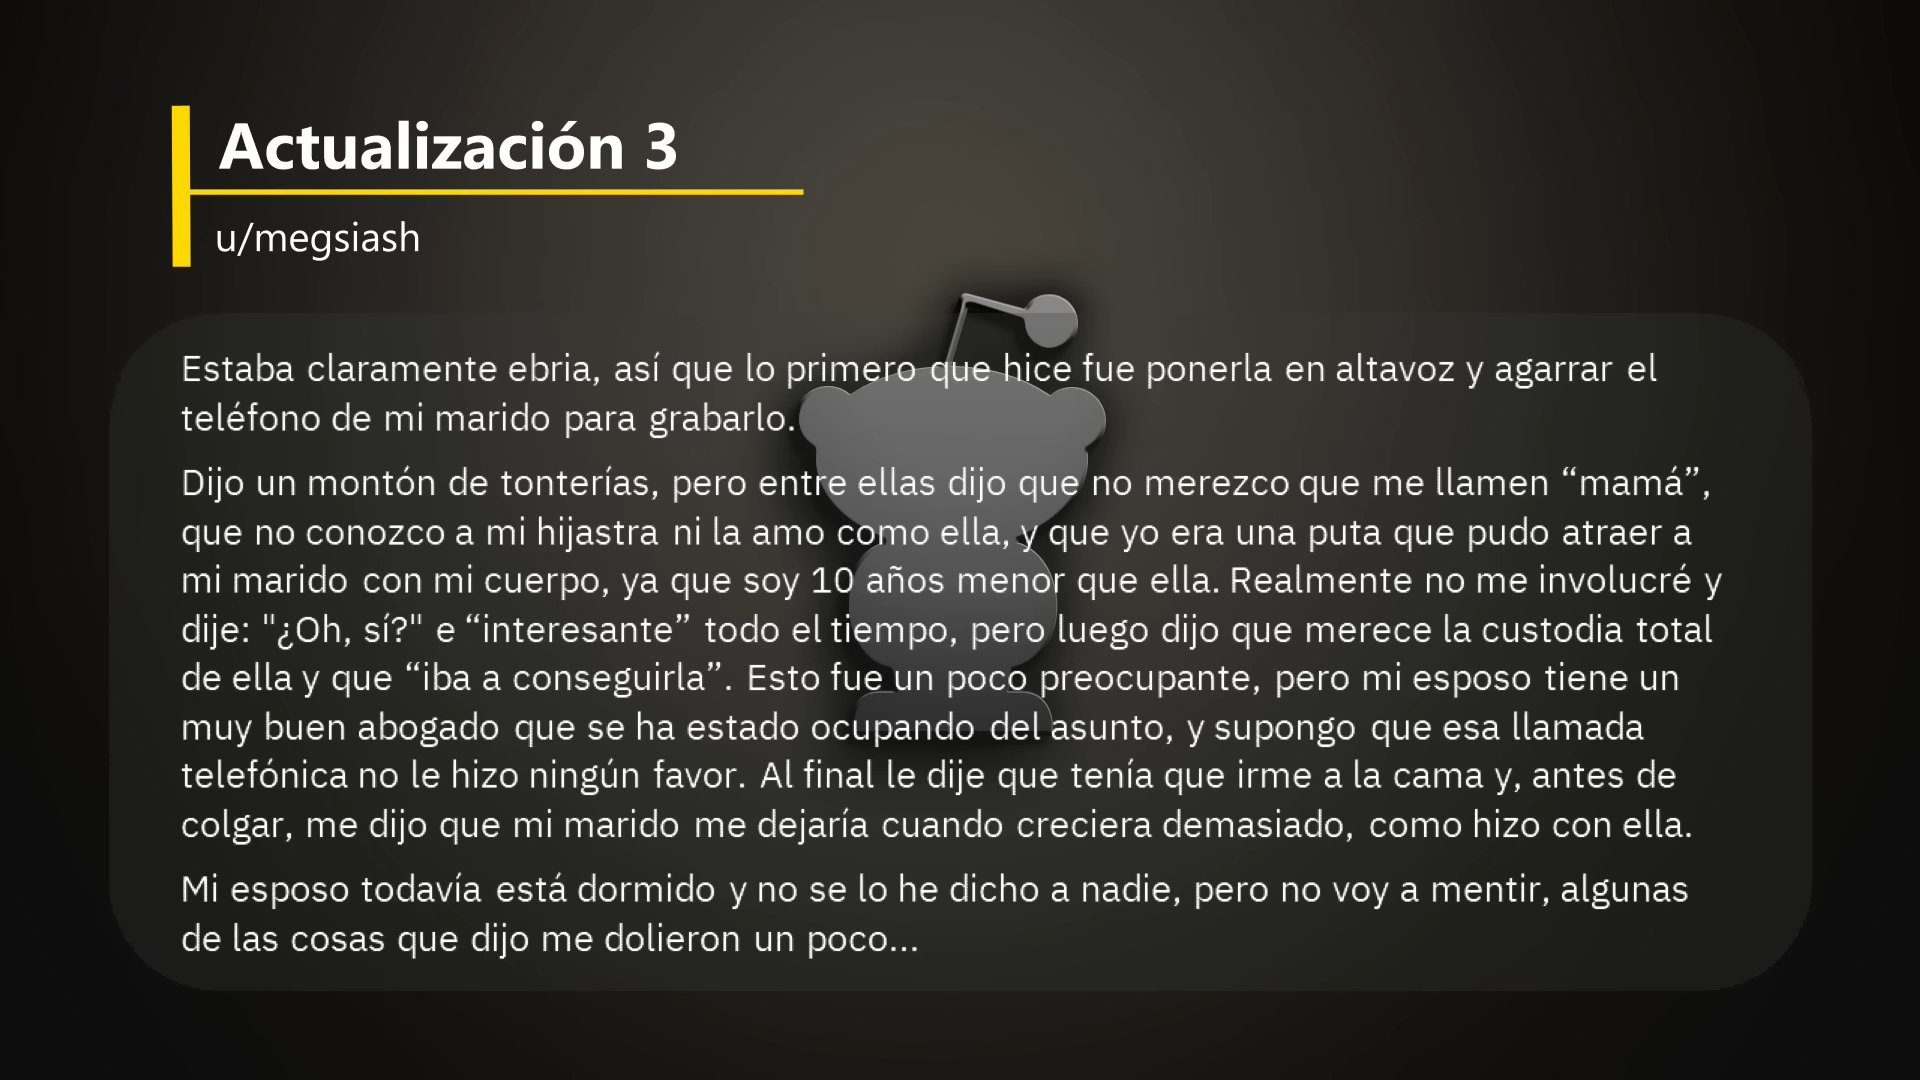 Actualización 3
u/megsiash
Estaba claramente ebria, así que lo primero que hice fue ponerla en altavoz y agarrar el
teléfono de mi marido para grabarlo.
Dijo un montón de tonterías, pero entre ellas dijo que no merezco que me llamen “mamá”,
que no conozco a mi hijastra ni la amo como ella, y que yo era una puta que pudo atraer a
mi marido con mi cuerpo, ya que soy 10 años menor que ella. Realmente no me involucré y
dije: "¿Oh, sí?" e “interesante” todo el tiempo, pero luego dijo que merece la custodia total
de ella y que “iba a conseguirla”. Esto fue un poco preocupante, pero mi esposo tiene un
muy buen abogado que se ha estado ocupando del asunto, y supongo que esa llamada
telefónica no le hizo ningún favor. Al final le dije que tenía que irme a la cama y, antes de
colgar, me dijo que mi marido me dejaría cuando creciera demasiado, como hizo con ella.
Mi esposo todavía está dormido y no se lo he dicho a nadie, pero no voy a mentir, algunas
de las cosas que dijo me dolieron un poco...